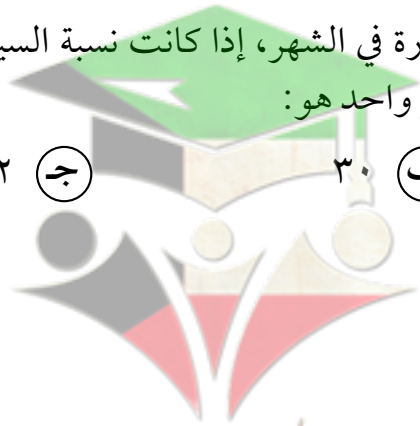 رة في الشهر، إذا كانت نسبة السي
واحد هو:
ب ٣٠ جـ ٢